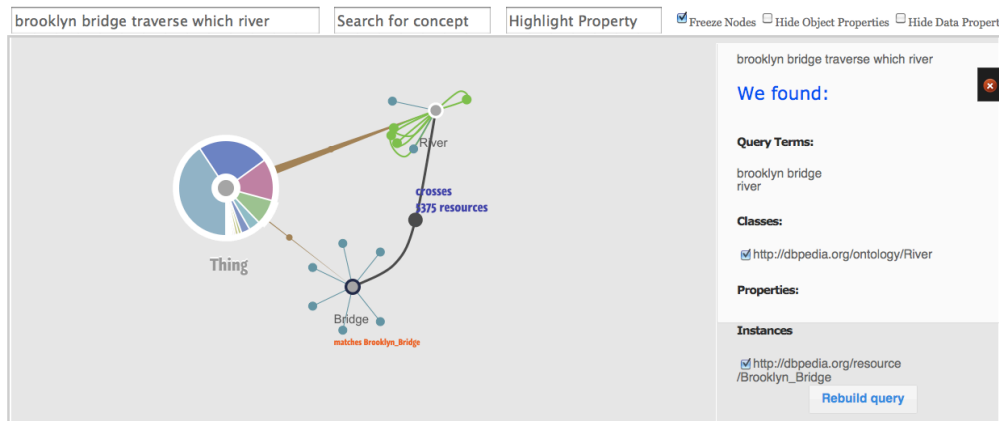 brooklyn bridge traverse which river
Search for concept
Highlight Property
Freeze Nodes
Hide Object Properties
Hide Data Propert
brooklyn bridge traverse which river
We found:
Query Terms:
brooklyn bridge
river
Classes:
http://dbpedia.org/ontology/River
Properties:
Instances
http://dbpedia.org/resource
/Brooklyn_Bridge
Rebuild query
River
crosses
5375 resources
Thing
Bridge
matches Brooklyn_Bridge